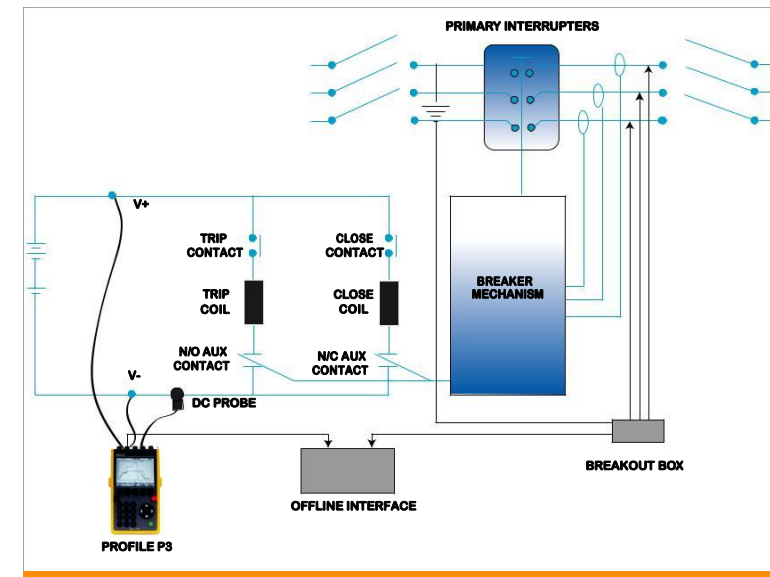 PRIMARY INTERRUPTERS
V+
TRIP
CONTACT
CLOSE
CONTACT
TRIP
COIL
CLOSE
COIL
BREAKER
MECHANISM
N/O AUX
CONTACT
N/C AUX
CONTACT
V-
DC PROBE
BREAKOUT BOX
OFFLINE INTERFACE
PROFILE P3